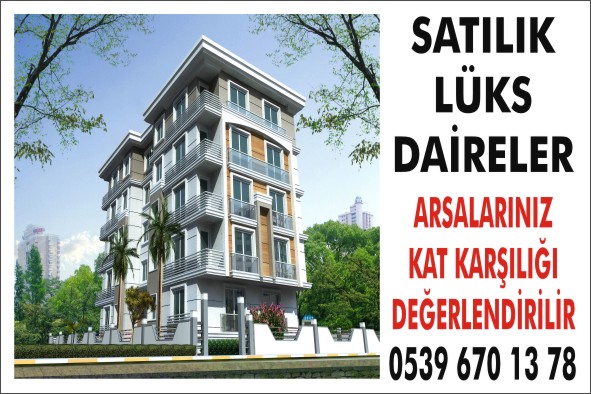 SATILIK
LÜKS
DAİRELER
ARSALARINIZ
KAT KARŞILIĞI
DEĞERLENDİRİLİR
0539 670 13 78